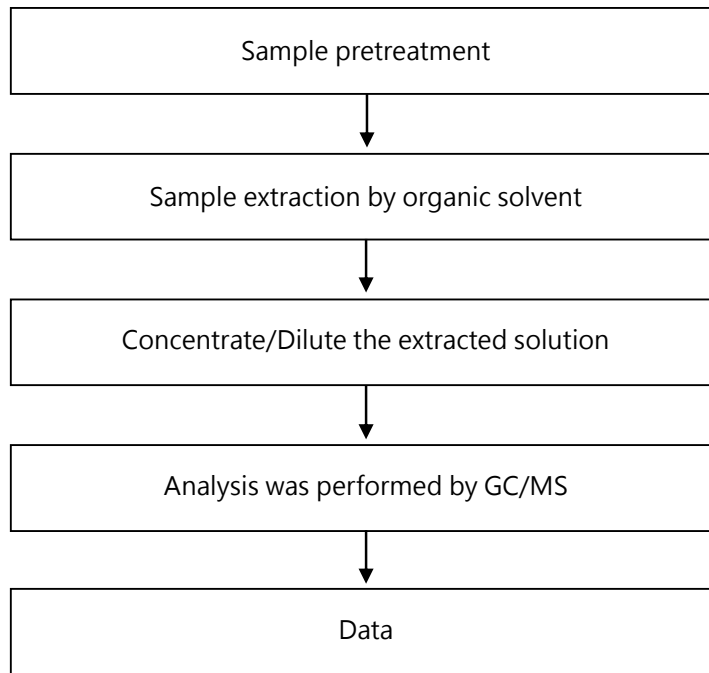 Sample pretreatment
Sample extraction by organic solvent
Concentrate/Dilute the extracted solution
Analysis was performed by GC/MS
Data